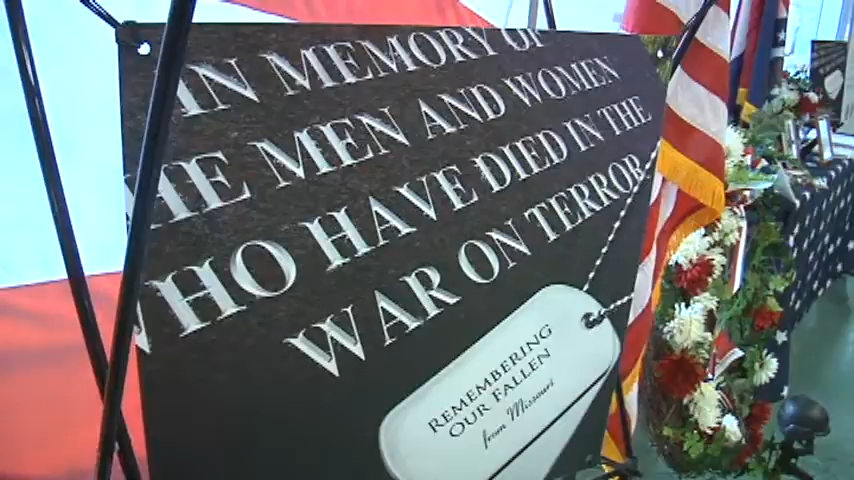 IN MEMORY OF
THE MEN AND WOMEN
WHO HAVE DIED IN THE
WAR ON TERROR
REMEMBERING
OUR FALLEN
from Missouri